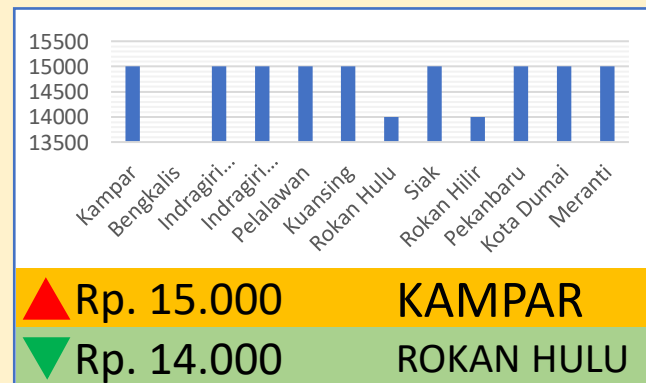 15500
15000
14500
14000
13500
Kampar
Bengkalis
Indragiri...
Indragiri...
Pelalawan
Kuansing
Rokan Hulu
Siak
Rokan Hilir
Pekanbaru
Kota Dumai
Meranti
Rp. 15.000 KAMPAR
Rp. 14.000 ROKAN HULU